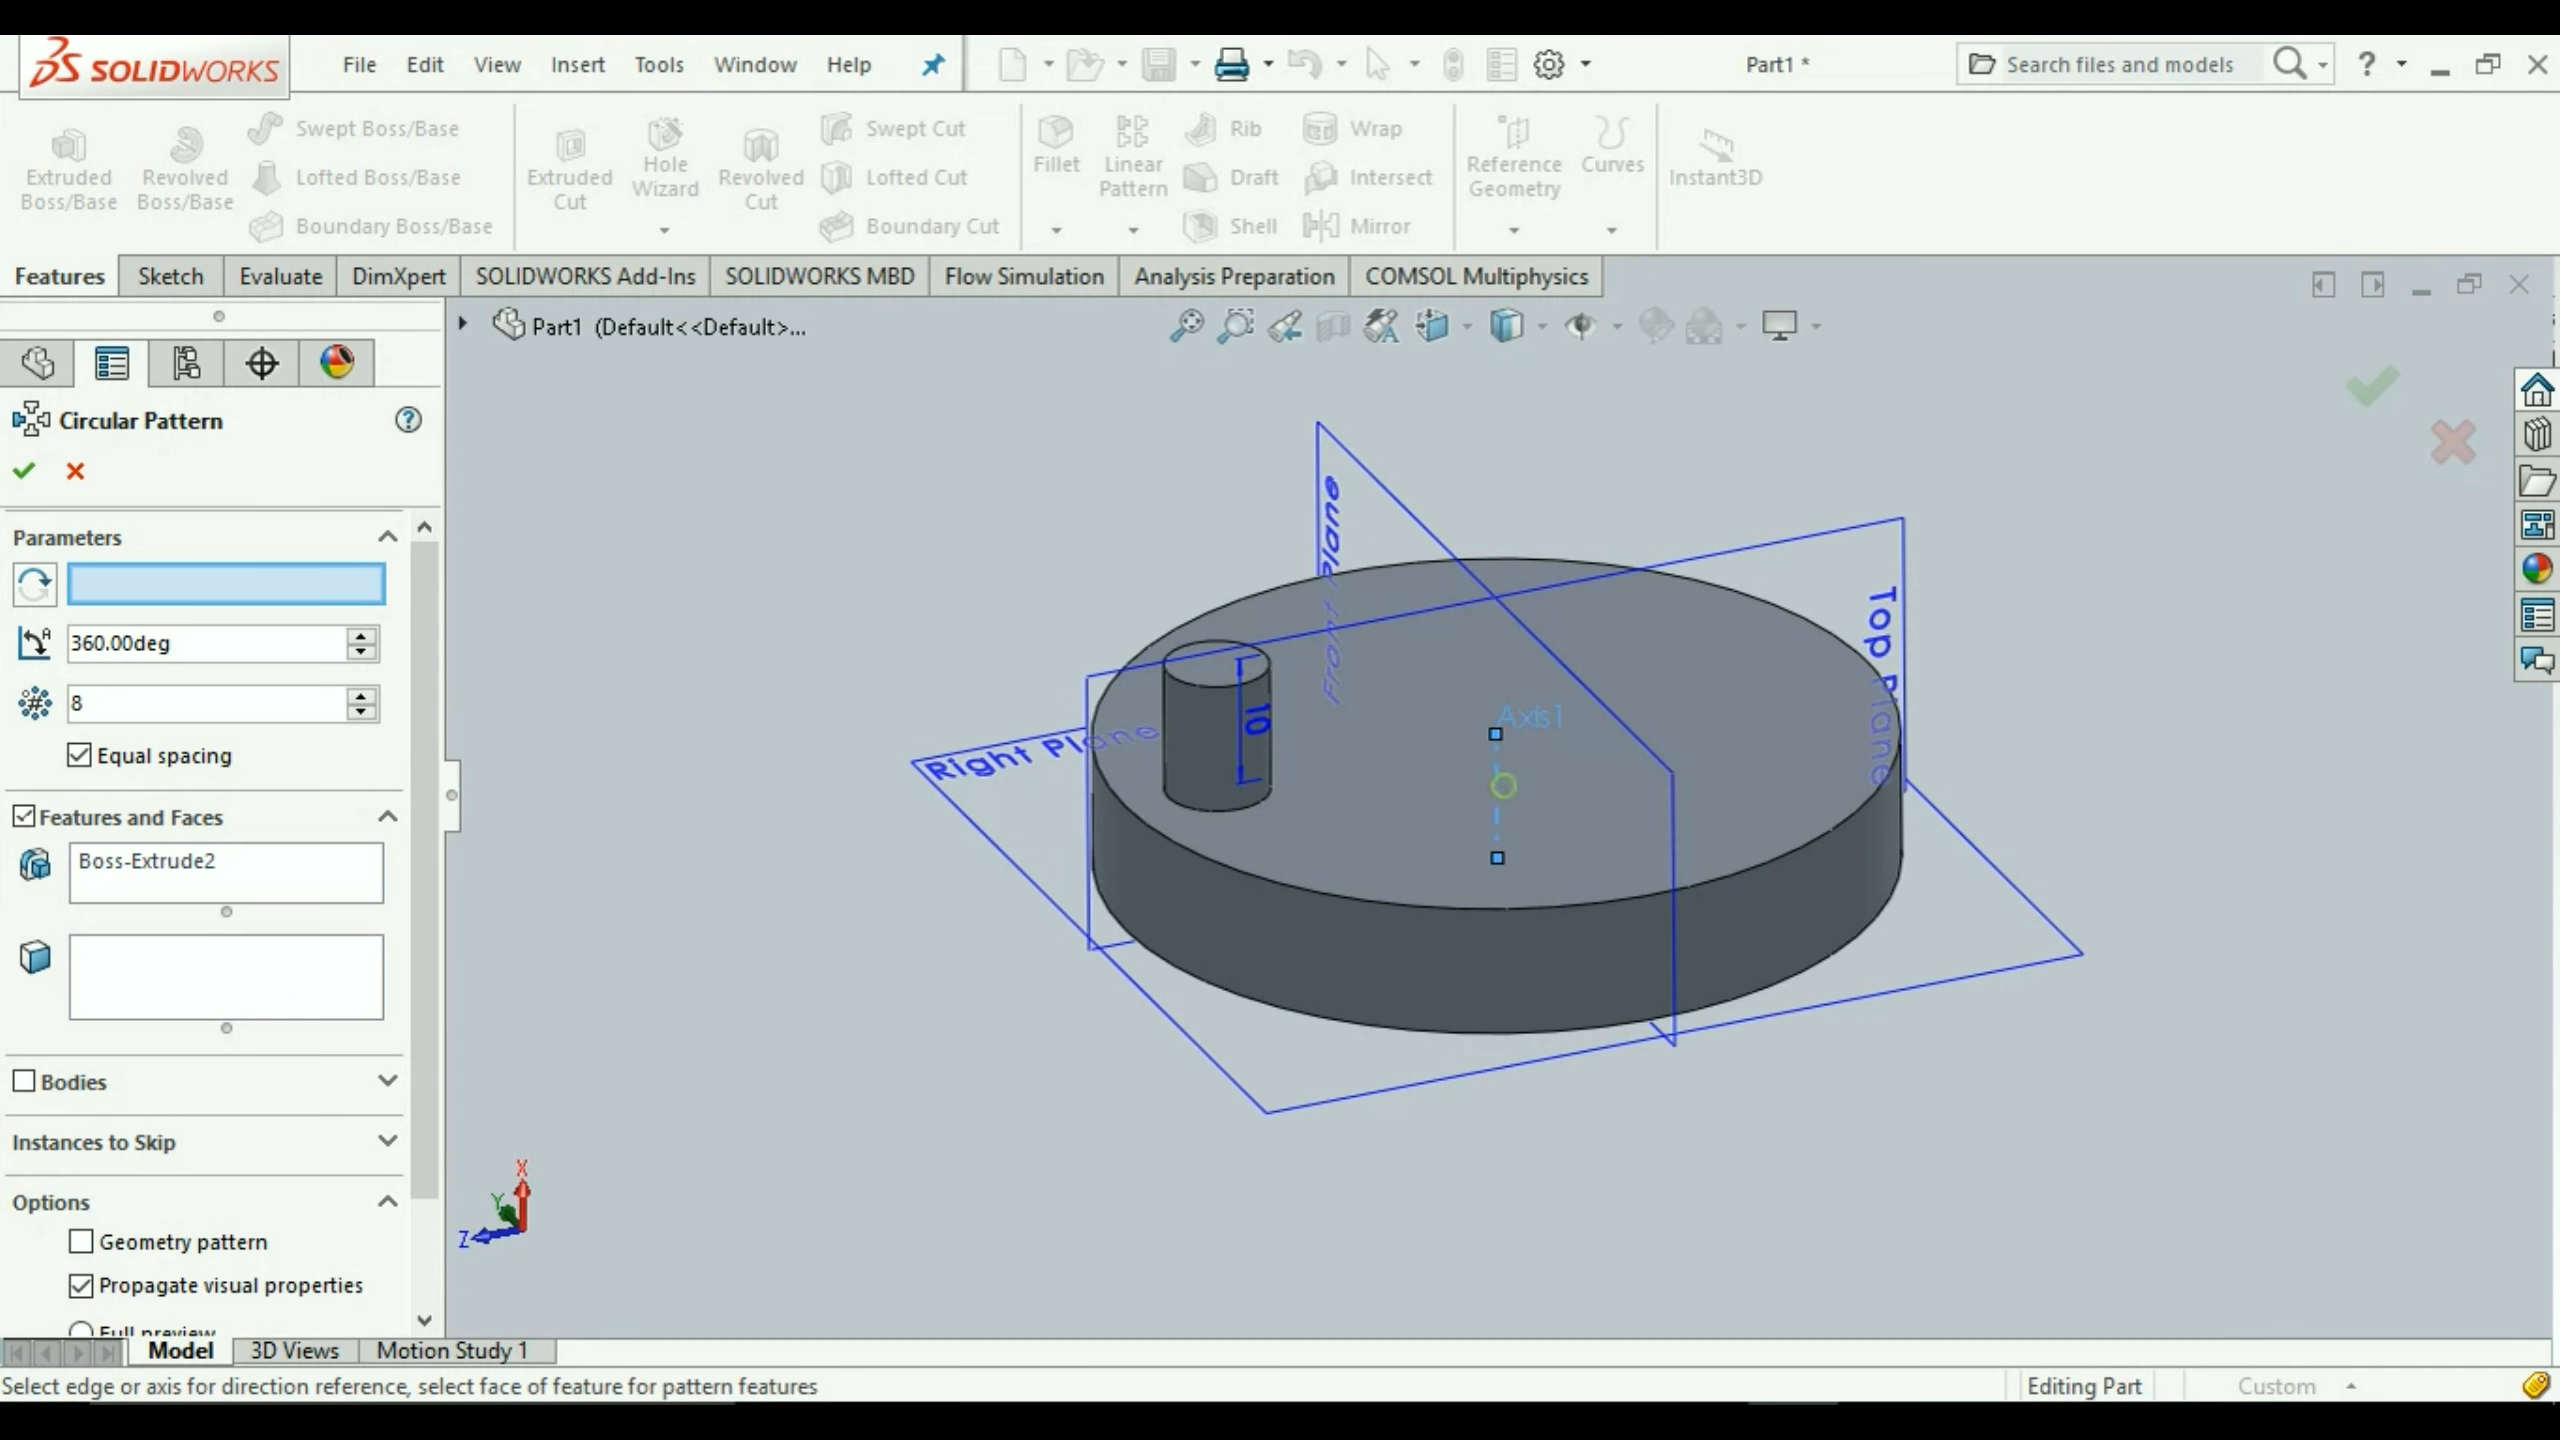 SOLIDWORKS File Edit View Insert Tools Window Help Part1 * Search files and models ?
Extruded Boss/Base
Revolved Boss/Base
Swept Boss/Base
Lofted Boss/Base
Boundary Boss/Base
Extruded Cut
Hole Wizard
Revolved Cut
Swept Cut
Lofted Cut
Boundary Cut
Fillet
Linear Pattern
Rib
Draft
Shell
Wrap
Intersect
Mirror
Reference Geometry
Curves
Instant3D
Features Sketch Evaluate DimXpert SOLIDWORKS Add-Ins SOLIDWORKS MBD Flow Simulation Analysis Preparation COMSOL Multiphysics
Part1 (Default<<Default>...
Circular Pattern
Parameters
360.00deg
8
Equal spacing
Features and Faces
Boss-Extrude2
Bodies
Instances to Skip
Options
Geometry pattern
Propagate visual properties
Full preview
Front Plane
Top Plane
Right Plane
10
Axis1
X
Y
Z
Model 3D Views Motion Study 1
Select edge or axis for direction reference, select face of feature for pattern features
Editing Part Custom